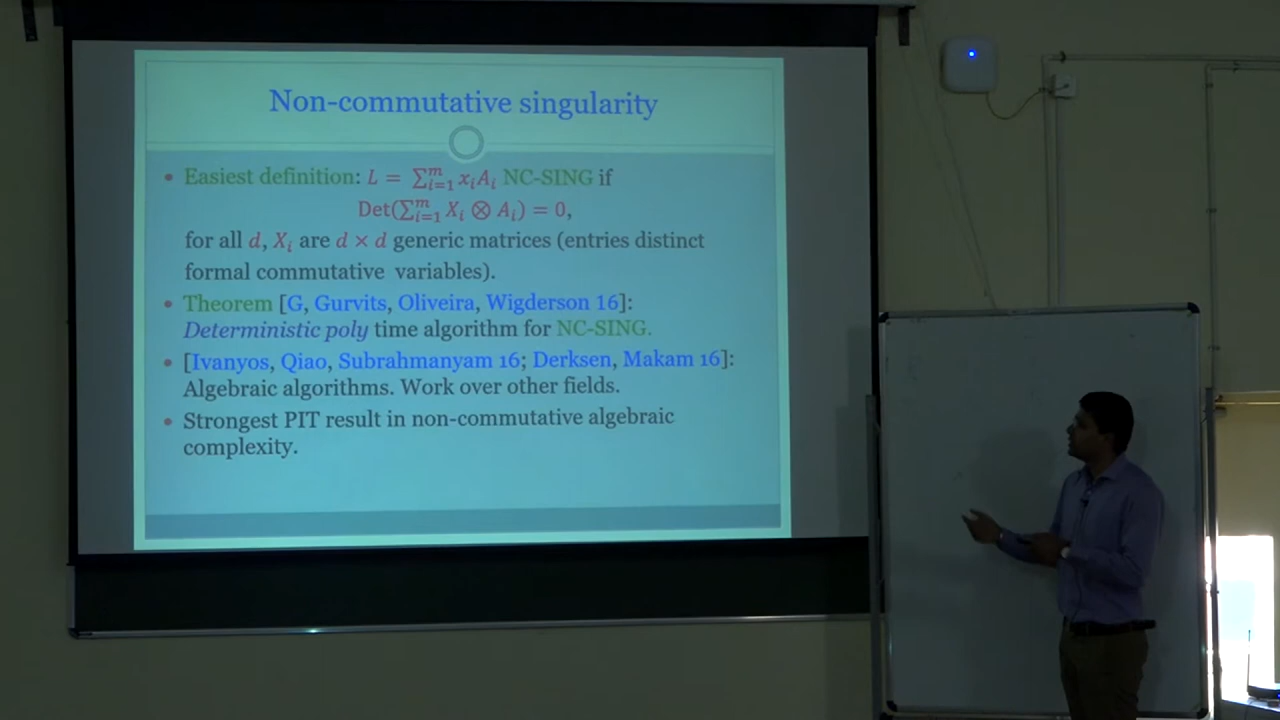 Non-commutative singularity
• Easiest definition: L = ∑ᵢ₌₁ᵐ xᵢAᵢ NC-SING if
Det(∑ᵢ₌₁ᵐ Xᵢ ⊗ Aᵢ) = 0,
for all d, Xᵢ are d × d generic matrices (entries distinct
formal commutative variables).
• Theorem [G, Gurvits, Oliveira, Wigderson 16]:
Deterministic poly time algorithm for NC-SING.
• [Ivanyos, Qiao, Subrahmanyam 16; Derksen, Makam 16]:
Algebraic algorithms. Work over other fields.
• Strongest PIT result in non-commutative algebraic
complexity.